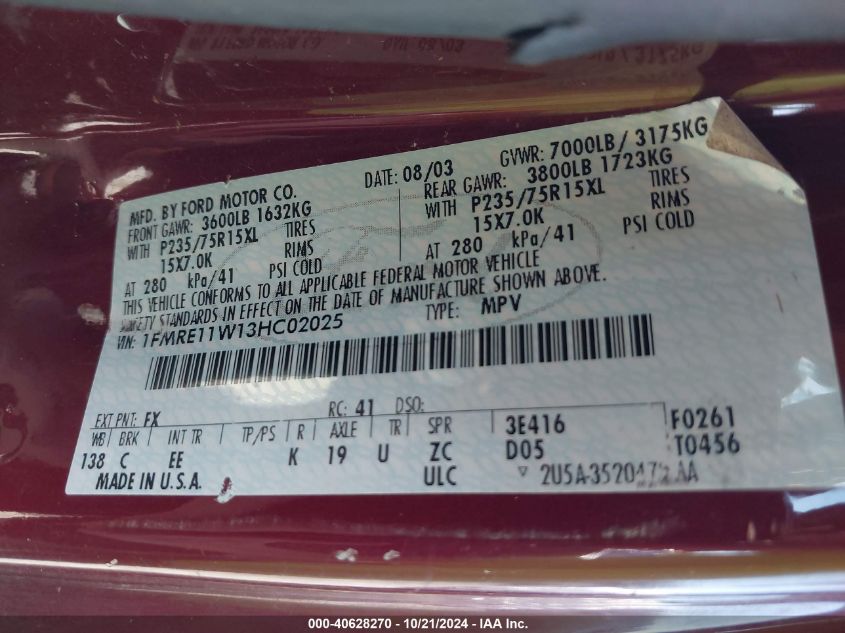 MFD. BY FORD MOTOR CO.
DATE: 08/03 GVWR: 7000LB/ 3175KG
FRONT GAWR: 3600LB 1632KG
REAR GAWR: 3800LB 1723KG
WITH P235/75R15XL TIRES
WITH P235/75R15XL TIRES
15X7.0K RIMS
15X7.0K RIMS
AT 280 kPa/41 PSI COLD
AT 280 kPa/41 PSI COLD
THIS VEHICLE CONFORMS TO ALL APPLICABLE FEDERAL MOTOR VEHICLE
STANDARDS IN EFFECT ON THE DATE OF MANUFACTURE SHOWN ABOVE.
VIN: 1FMRE11W13HC02025 TYPE: MPV
EXT PNT: FX RC: 41 DSO:
WB BRK INT TR TP/PS R AXLE TR SPR 3E416 F0261
138 C EE K 19 U ZC D05 T0456
MADE IN U.S.A. ULC
000-40628270 - 10/21/2024 - IAA Inc.